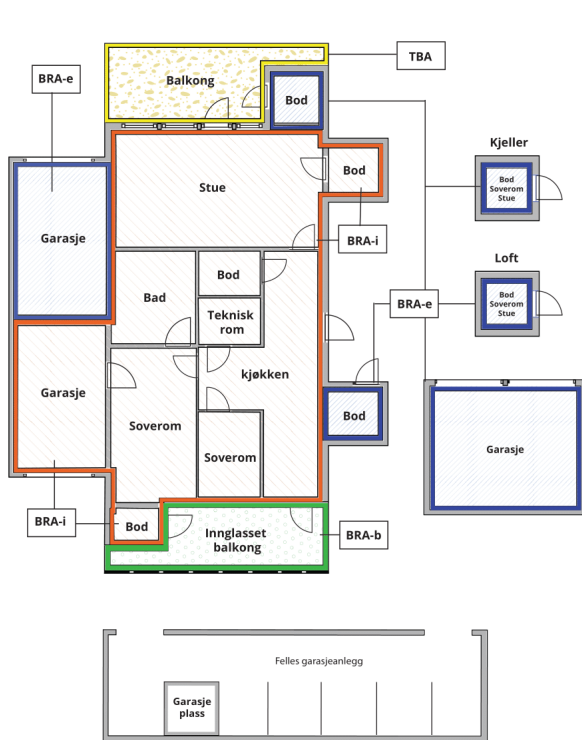 TBA
BRA-e
Balkong
Bod
Kjeller
Bod
Stue
Bod
Soverom
Stue
Garasje
BRA-i
Loft
Bod
Bad
Bod
Soverom
Stue
BRA-e
Teknisk
rom
kjøkken
Garasje
Bod
Soverom
Garasje
Soverom
BRA-i
Bod
Innglasset
balkong
BRA-b
Felles garasjeanlegg
Garasje
plass